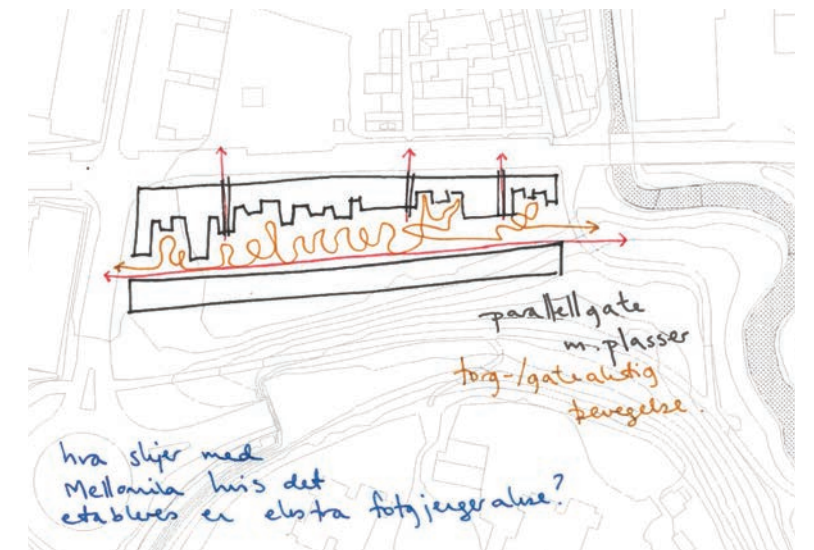 parallellgate
m. plasser
torg-/gateaktig
bevegelse.
hva skjer med
Mellomila hvis det
etableres en ekstra fotgjengerakse?